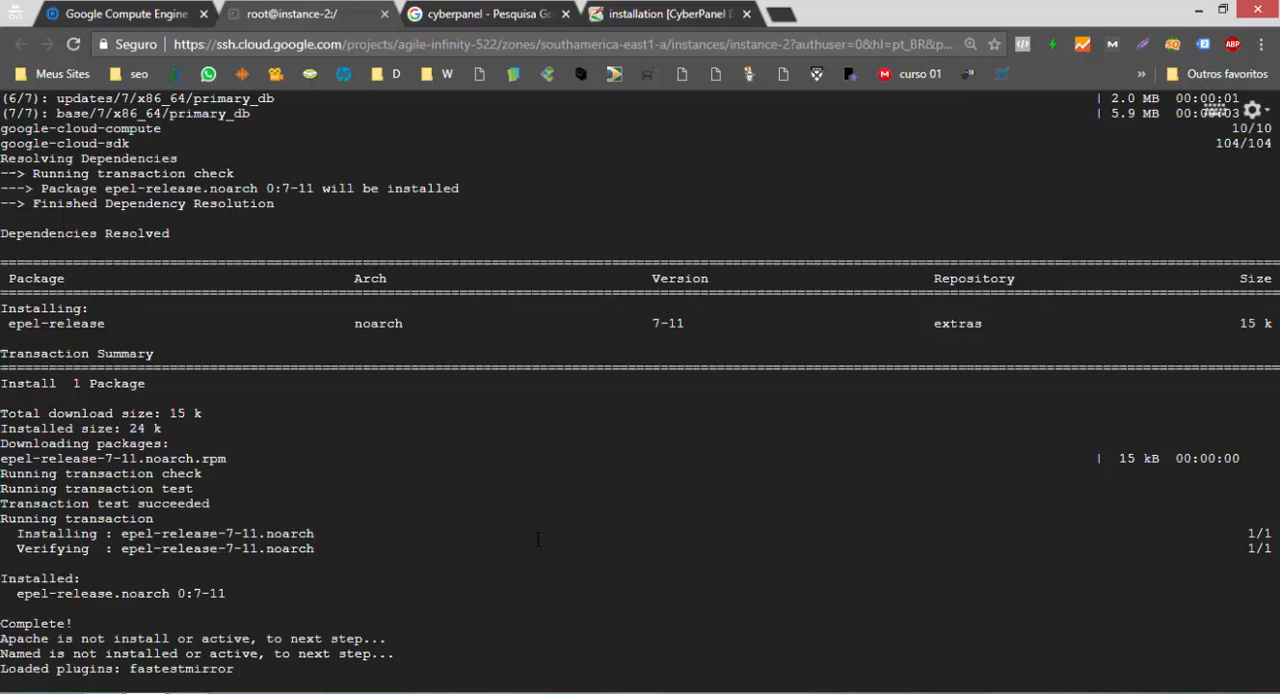 Google Compute Engine
root@instance-2:/
cyberpanel - Pesquisa Go
installation [CyberPanel D
Seguro
https://ssh.cloud.google.com/projects/agile-infinity-522/zones/southamerica-east1-a/instances/instance-2?authuser=0&hl=pt_BR&p...
ABP
Meus Sites
seo
D
W
curso 01
»
Outros favoritos
(6/7): updates/7/x86_64/primary_db | 2.0 MB 00:00:01
(7/7): base/7/x86_64/primary_db | 5.9 MB 00:00:03
google-cloud-compute 10/10
google-cloud-sdk 104/104
Resolving Dependencies
--> Running transaction check
---> Package epel-release.noarch 0:7-11 will be installed
--> Finished Dependency Resolution
Dependencies Resolved
Package Arch Version Repository Size
Installing:
epel-release noarch 7-11 extras 15 k
Transaction Summary
Install 1 Package
Total download size: 15 k
Installed size: 24 k
Downloading packages:
epel-release-7-11.noarch.rpm | 15 kB 00:00:00
Running transaction check
Running transaction test
Transaction test succeeded
Running transaction
Installing : epel-release-7-11.noarch 1/1
Verifying : epel-release-7-11.noarch 1/1
Installed:
epel-release.noarch 0:7-11
Complete!
Apache is not install or active, to next step...
Named is not installed or active, to next step...
Loaded plugins: fastestmirror